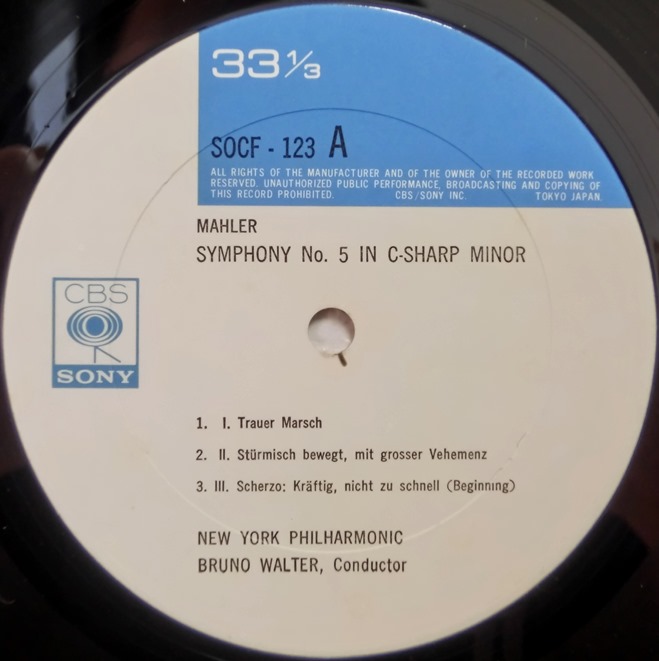 33 1/3
SOCF - 123 A
ALL RIGHTS OF THE MANUFACTURER AND OF THE OWNER OF THE RECORDED WORK
RESERVED. UNAUTHORIZED PUBLIC PERFORMANCE, BROADCASTING AND COPYING OF
THIS RECORD PROHIBITED. CBS/SONY INC. TOKYO JAPAN.
MAHLER
SYMPHONY No. 5 IN C-SHARP MINOR
CBS
SONY
1. I. Trauer Marsch
2. II. Stürmisch bewegt, mit grosser Vehemenz
3. III. Scherzo: Kräftig, nicht zu schnell (Beginning)
NEW YORK PHILHARMONIC
BRUNO WALTER, Conductor